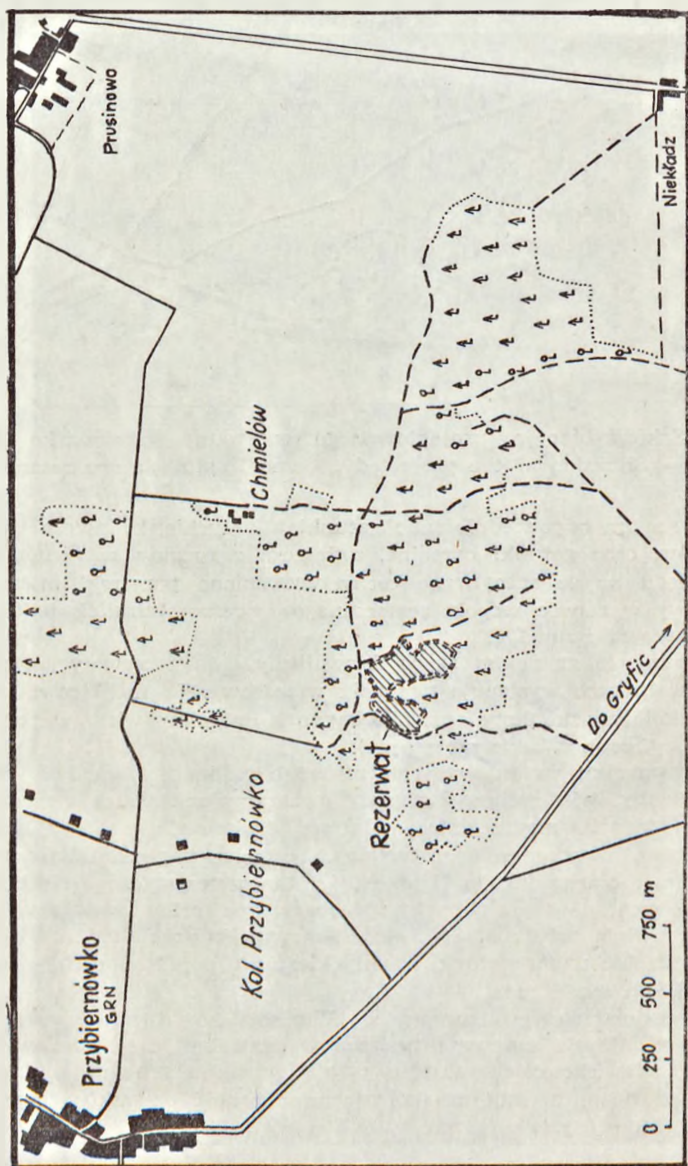 Przybiernówko
GRN
Kol. Przybiernówko
Rezerwat
Chmielów
Prusinowo
Niekładz
Do Gryfic
0 250 500 750 m